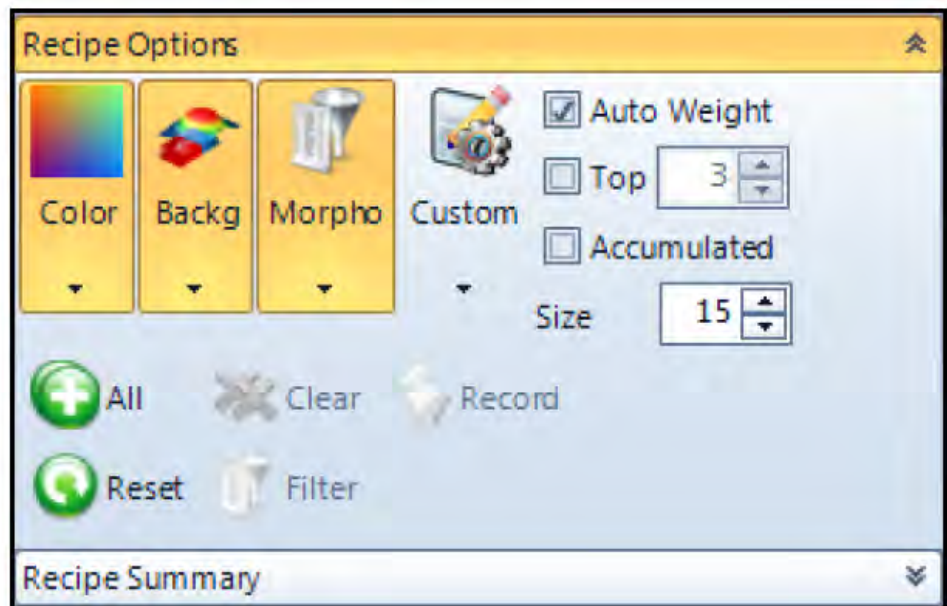 Recipe Options
Color
Backg
Morpho
Custom
Auto Weight
Top 3
Accumulated
Size 15
All Clear Record
Reset Filter
Recipe Summary